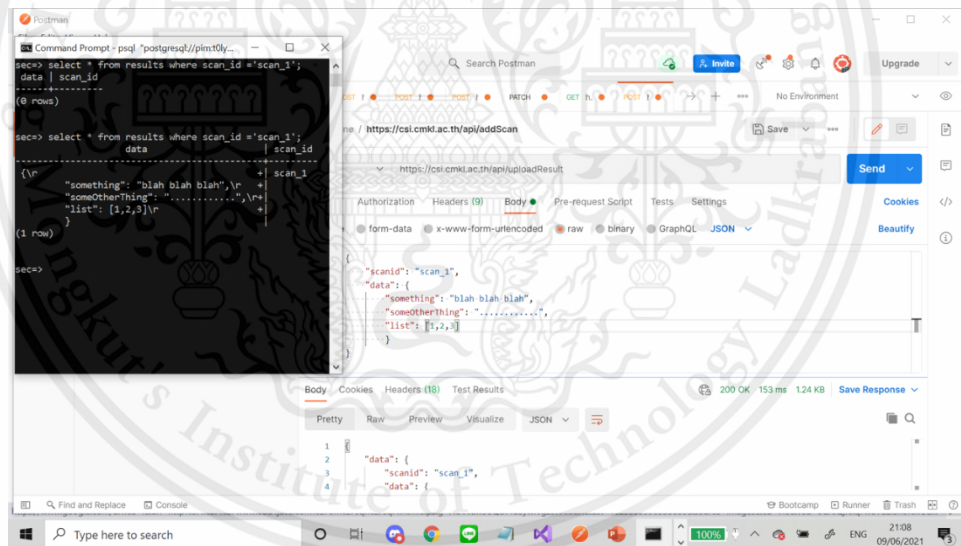 Postman
Command Prompt - psql "postgresql://pim:t0ly...
sec=> select * from results where scan_id ='scan_1';
data | scan_id
------+---------
(0 rows)
sec=> select * from results where scan_id ='scan_1';
data | scan_id
{\r +| scan_1
"something": "blah blah blah",\r +|
"someOtherThing": "............",\r+|
"list": [1,2,3]\r +|
} |
(1 row)
sec=>
Search Postman
Invite
Upgrade
PATCH
GET h.
No Environment
/ https://csi.cmkl.ac.th/api/addScan
Save
https://csi.cmkl.ac.th/api/uploadResult
Send
Authorization Headers (9) Body Pre-request Script Tests Settings
Cookies
form-data x-www-form-urlencoded raw binary GraphQL JSON
Beautify
{
"scanid": "scan_1",
"data": {
"something": "blah blah blah",
"someOtherThing": "............",
"list": [1,2,3]
}
}
Body Cookies Headers (18) Test Results
200 OK 153 ms 1.24 KB Save Response
Pretty Raw Preview Visualize JSON
1 {
2 "data": {
3 "scanid": "scan_1",
4 "data": {
Find and Replace Console
Bootcamp Runner Trash
Type here to search
100%
ENG
21:08
09/06/2021
3
Mongkut's Institute of Technology Ladkrabang